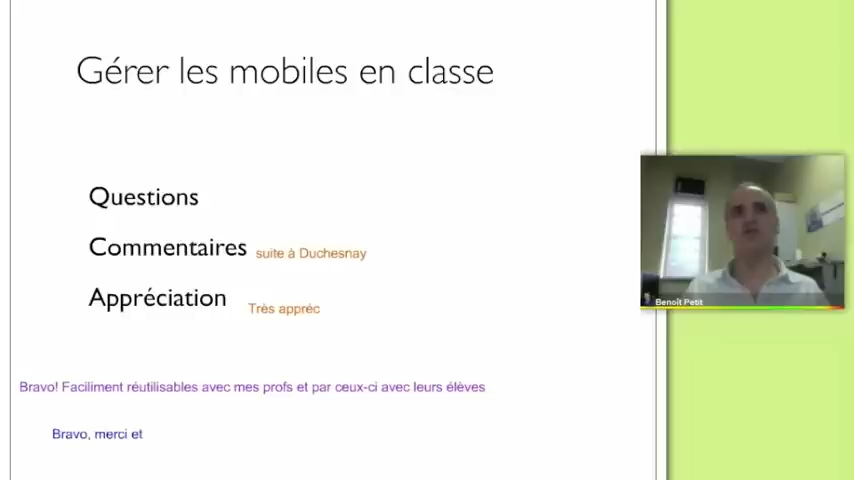 Gérer les mobiles en classe
Questions
Commentaires suite à Duchesnay
Appréciation Très appréc
Bravo! Faciliment réutilisables avec mes profs et par ceux-ci avec leurs élèves
Bravo, merci et
Benoît Petit